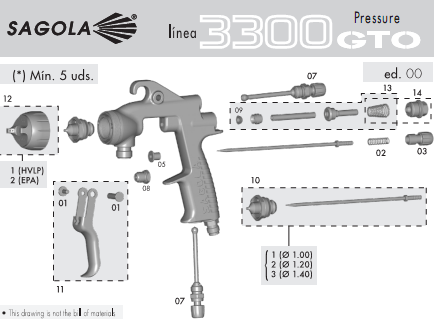 SAGOLA
línea 3300 GTO
Pressure
(*) Mín. 5 uds.
ed. 00
07
13
12
14
09
1 (HVLP)
2 (EPA)
05
02
03
08
10
01
01
1 (Ø 1.00)
2 (Ø 1.20)
3 (Ø 1.40)
11
07
• This drawing is not the bill of materials